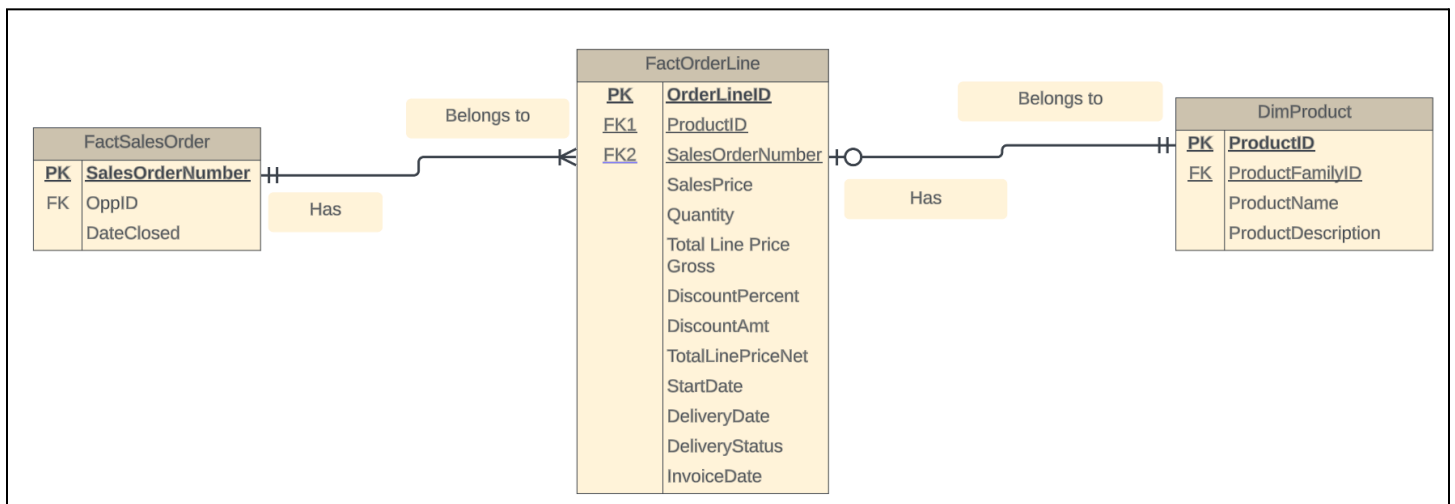 FactSalesOrder
PK SalesOrderNumber
FK OppID
DateClosed
Belongs to
Has
FactOrderLine
PK OrderLineID
FK1 ProductID
FK2 SalesOrderNumber
SalesPrice
Quantity
Total Line Price
Gross
DiscountPercent
DiscountAmt
TotalLinePriceNet
StartDate
DeliveryDate
DeliveryStatus
InvoiceDate
Belongs to
Has
DimProduct
PK ProductID
FK ProductFamilyID
ProductName
ProductDescription